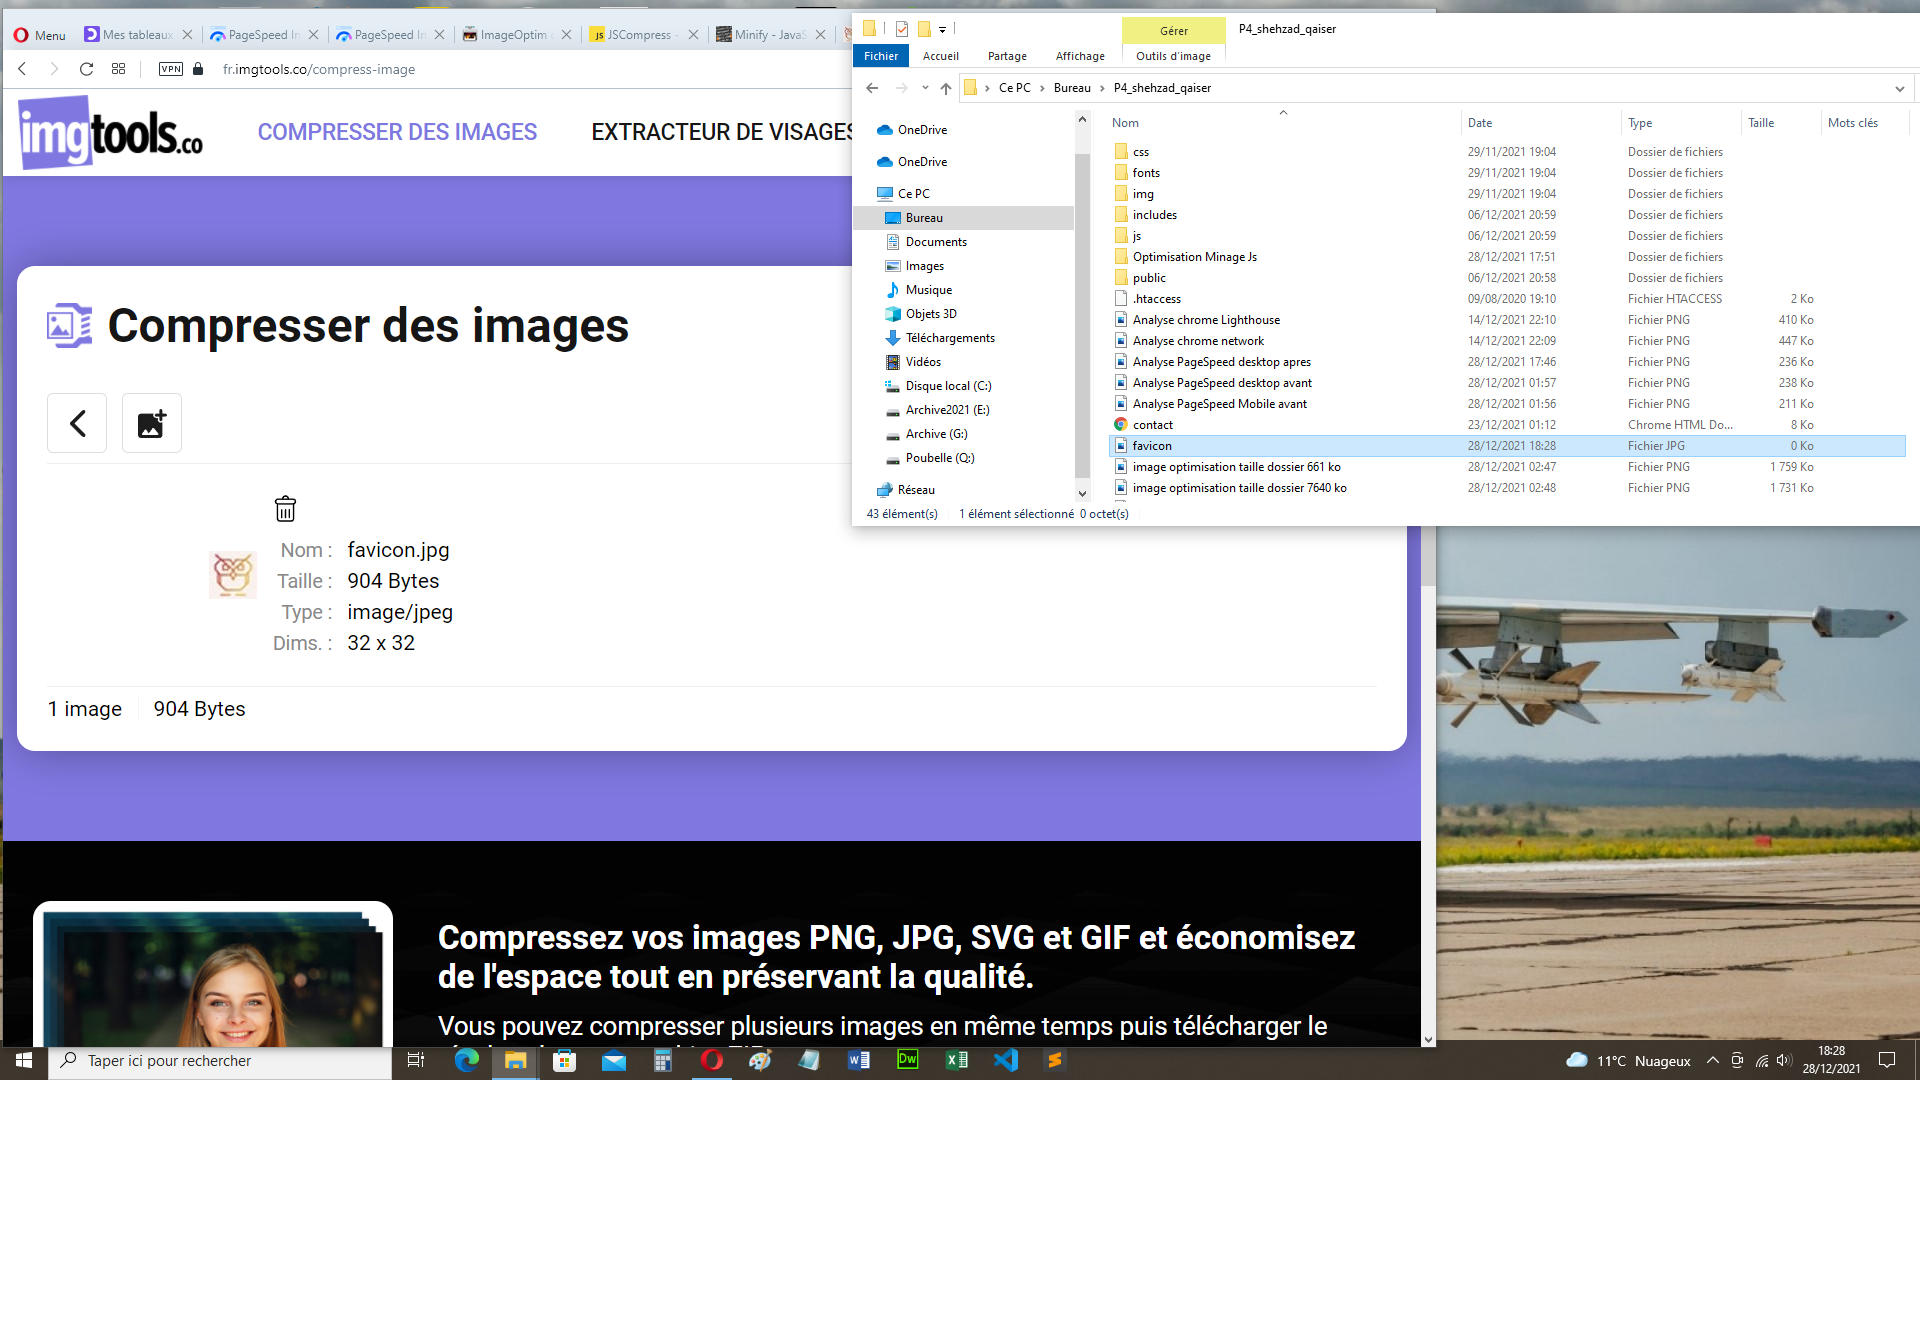 Menu
Mes tableaux
PageSpeed In
PageSpeed In
ImageOptim
JSCompress -
Minify - JavaS
VPN
fr.imgtools.co/compress-image
imgtools.co
COMPRESSER DES IMAGES
EXTRACTEUR DE VISAGES
Compresser des images
Nom : favicon.jpg
Taille : 904 Bytes
Type : image/jpeg
Dims. : 32 x 32
1 image 904 Bytes
Compressez vos images PNG, JPG, SVG et GIF et économisez
de l'espace tout en préservant la qualité.
Vous pouvez compresser plusieurs images en même temps puis télécharger le
Gérer
P4_shehzad_qaiser
Fichier Accueil Partage Affichage Outils d'image
Ce PC Bureau P4_shehzad_qaiser
OneDrive
OneDrive
Ce PC
Bureau
Documents
Images
Musique
Objets 3D
Téléchargements
Vidéos
Disque local (C:)
Archive2021 (E:)
Archive (G:)
Poubelle (Q:)
Réseau
Nom Date Type Taille Mots clés
css 29/11/2021 19:04 Dossier de fichiers
fonts 29/11/2021 19:04 Dossier de fichiers
img 29/11/2021 19:04 Dossier de fichiers
includes 06/12/2021 20:59 Dossier de fichiers
js 06/12/2021 20:59 Dossier de fichiers
Optimisation Minage Js 28/12/2021 17:51 Dossier de fichiers
public 06/12/2021 20:58 Dossier de fichiers
.htaccess 09/08/2020 19:10 Fichier HTACCESS 2 Ko
Analyse chrome Lighthouse 14/12/2021 22:10 Fichier PNG 410 Ko
Analyse chrome network 14/12/2021 22:09 Fichier PNG 447 Ko
Analyse PageSpeed desktop apres 28/12/2021 17:46 Fichier PNG 236 Ko
Analyse PageSpeed desktop avant 28/12/2021 01:57 Fichier PNG 238 Ko
Analyse PageSpeed Mobile avant 28/12/2021 01:56 Fichier PNG 211 Ko
contact 23/12/2021 01:12 Chrome HTML Do... 8 Ko
favicon 28/12/2021 18:28 Fichier JPG 0 Ko
image optimisation taille dossier 661 ko 28/12/2021 02:47 Fichier PNG 1 759 Ko
image optimisation taille dossier 7640 ko 28/12/2021 02:48 Fichier PNG 1 731 Ko
43 élément(s) 1 élément sélectionné 0 octet(s)
Taper ici pour rechercher
11°C Nuageux
18:28
28/12/2021